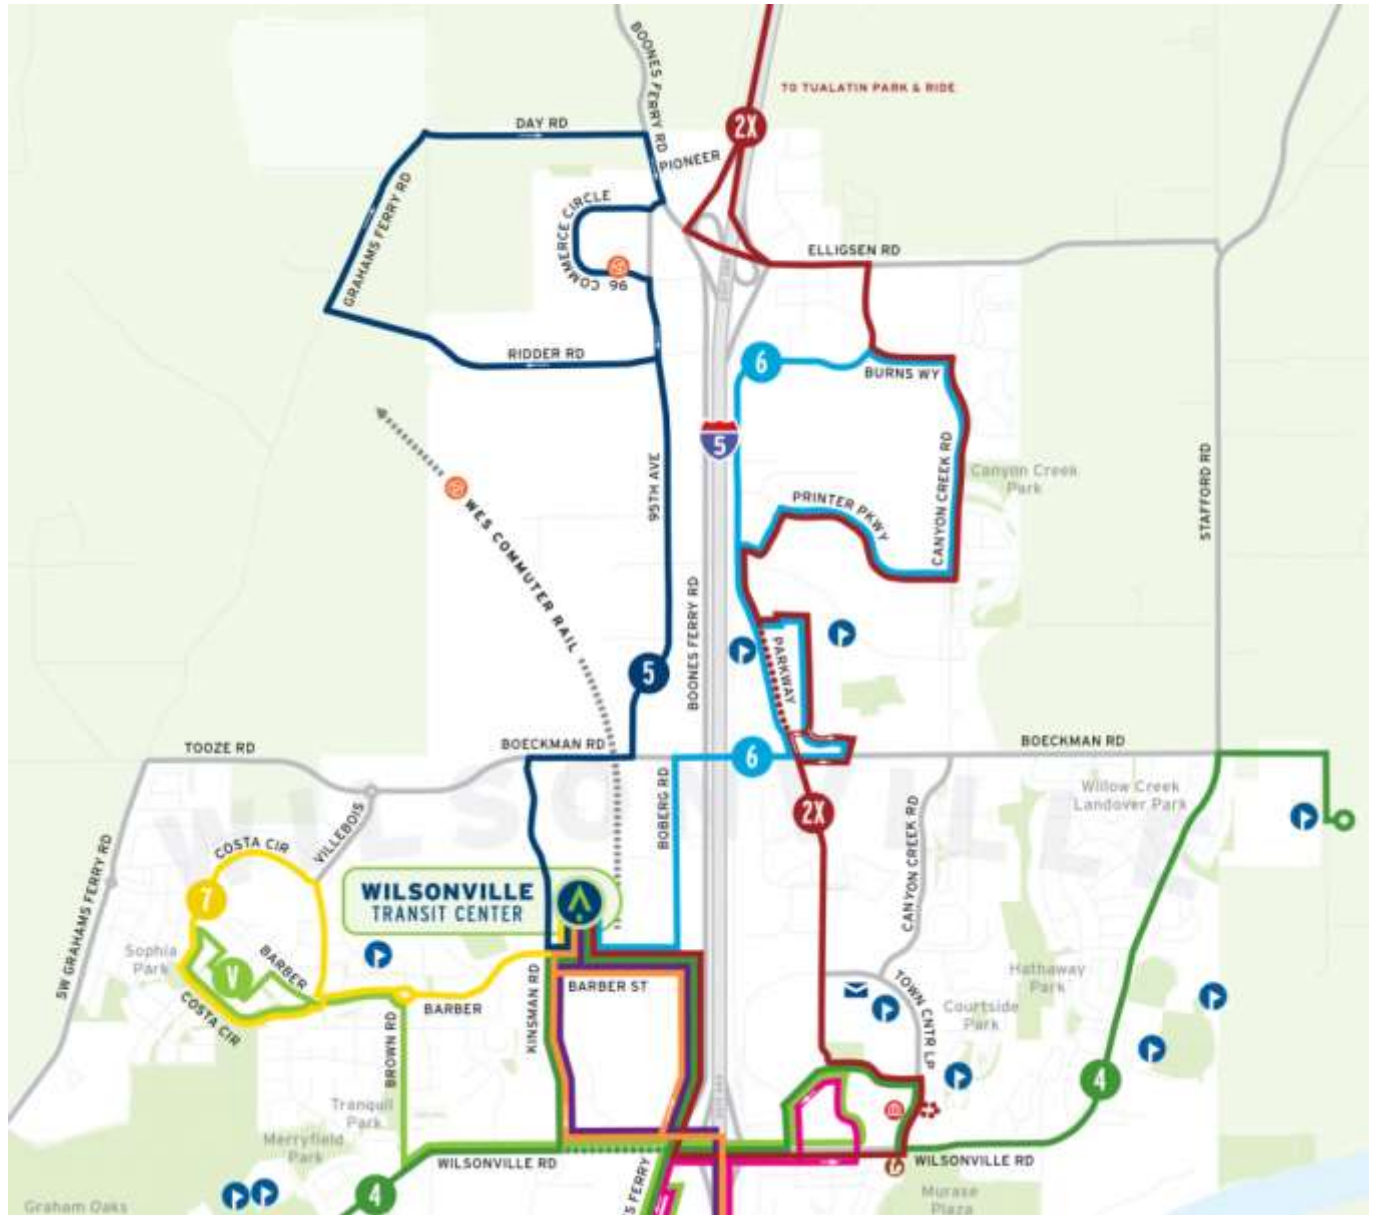 TO TUALATIN PARK & RIDE
BOONES FERRY RD
2X
DAY RD
PIONEER
GRAHAMS FERRY RD
COMMERCE CIRCLE
96
ELLIGSEN RD
RIDDER RD
6
BURNS WY
5
CANYON CREEK RD
Canyon Creek
Park
STAFFORD RD
95TH AVE
PRINTER PKWY
WES COMMUTER RAIL
BOONES FERRY RD
PARKWAY
5
TOOZE RD
BOECKMAN RD
6
BOECKMAN RD
WILSONVILLE
Willow Creek
Landover Park
BOBERG RD
2X
CANYON CREEK RD
SW GRAHAMS FERRY RD
COSTA CIR
VILLEBOIS
7
WILSONVILLE
TRANSIT CENTER
Sophia
Park
V
BARBER
COSTA CIR
BARBER
BROWN RD
KINSMAN RD
BARBER ST
TOWN CNTR LP
Hathaway
Park
Courtside
Park
4
Tranquil
Park
Merryfield
Park
WILSONVILLE RD
WILSONVILLE RD
4
S FERRY
Graham Oaks
Murase
Plaza